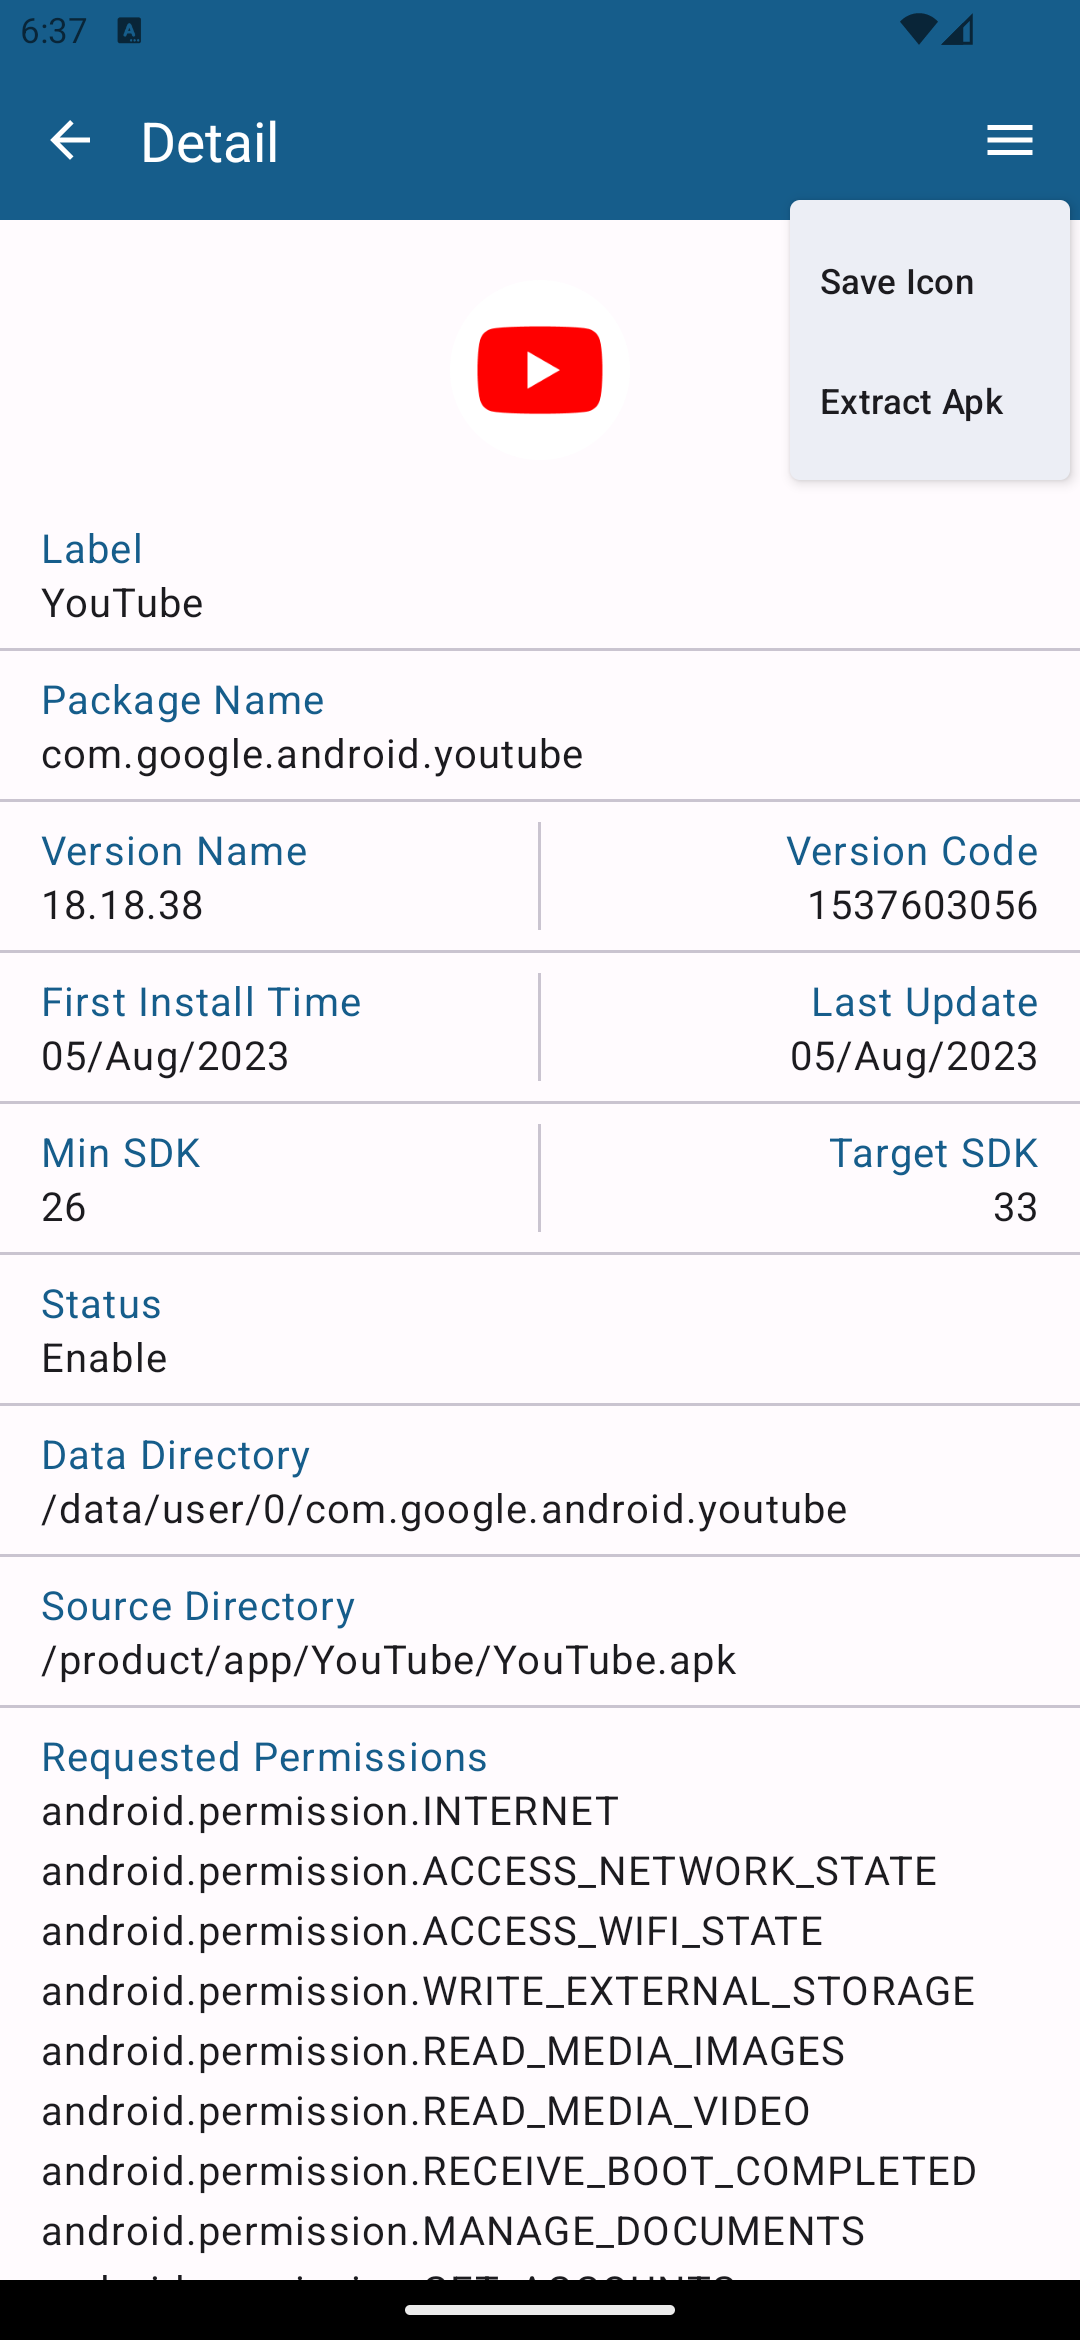 6:37
Detail
Save Icon
Extract Apk
Label
YouTube
Package Name
com.google.android.youtube
Version Name
Version Code
18.18.38
1537603056
First Install Time
Last Update
05/Aug/2023
05/Aug/2023
Min SDK
Target SDK
26
33
Status
Enable
Data Directory
/data/user/0/com.google.android.youtube
Source Directory
/product/app/YouTube/YouTube.apk
Requested Permissions
android.permission.INTERNET
android.permission.ACCESS_NETWORK_STATE
android.permission.ACCESS_WIFI_STATE
android.permission.WRITE_EXTERNAL_STORAGE
android.permission.READ_MEDIA_IMAGES
android.permission.READ_MEDIA_VIDEO
android.permission.RECEIVE_BOOT_COMPLETED
android.permission.MANAGE_DOCUMENTS